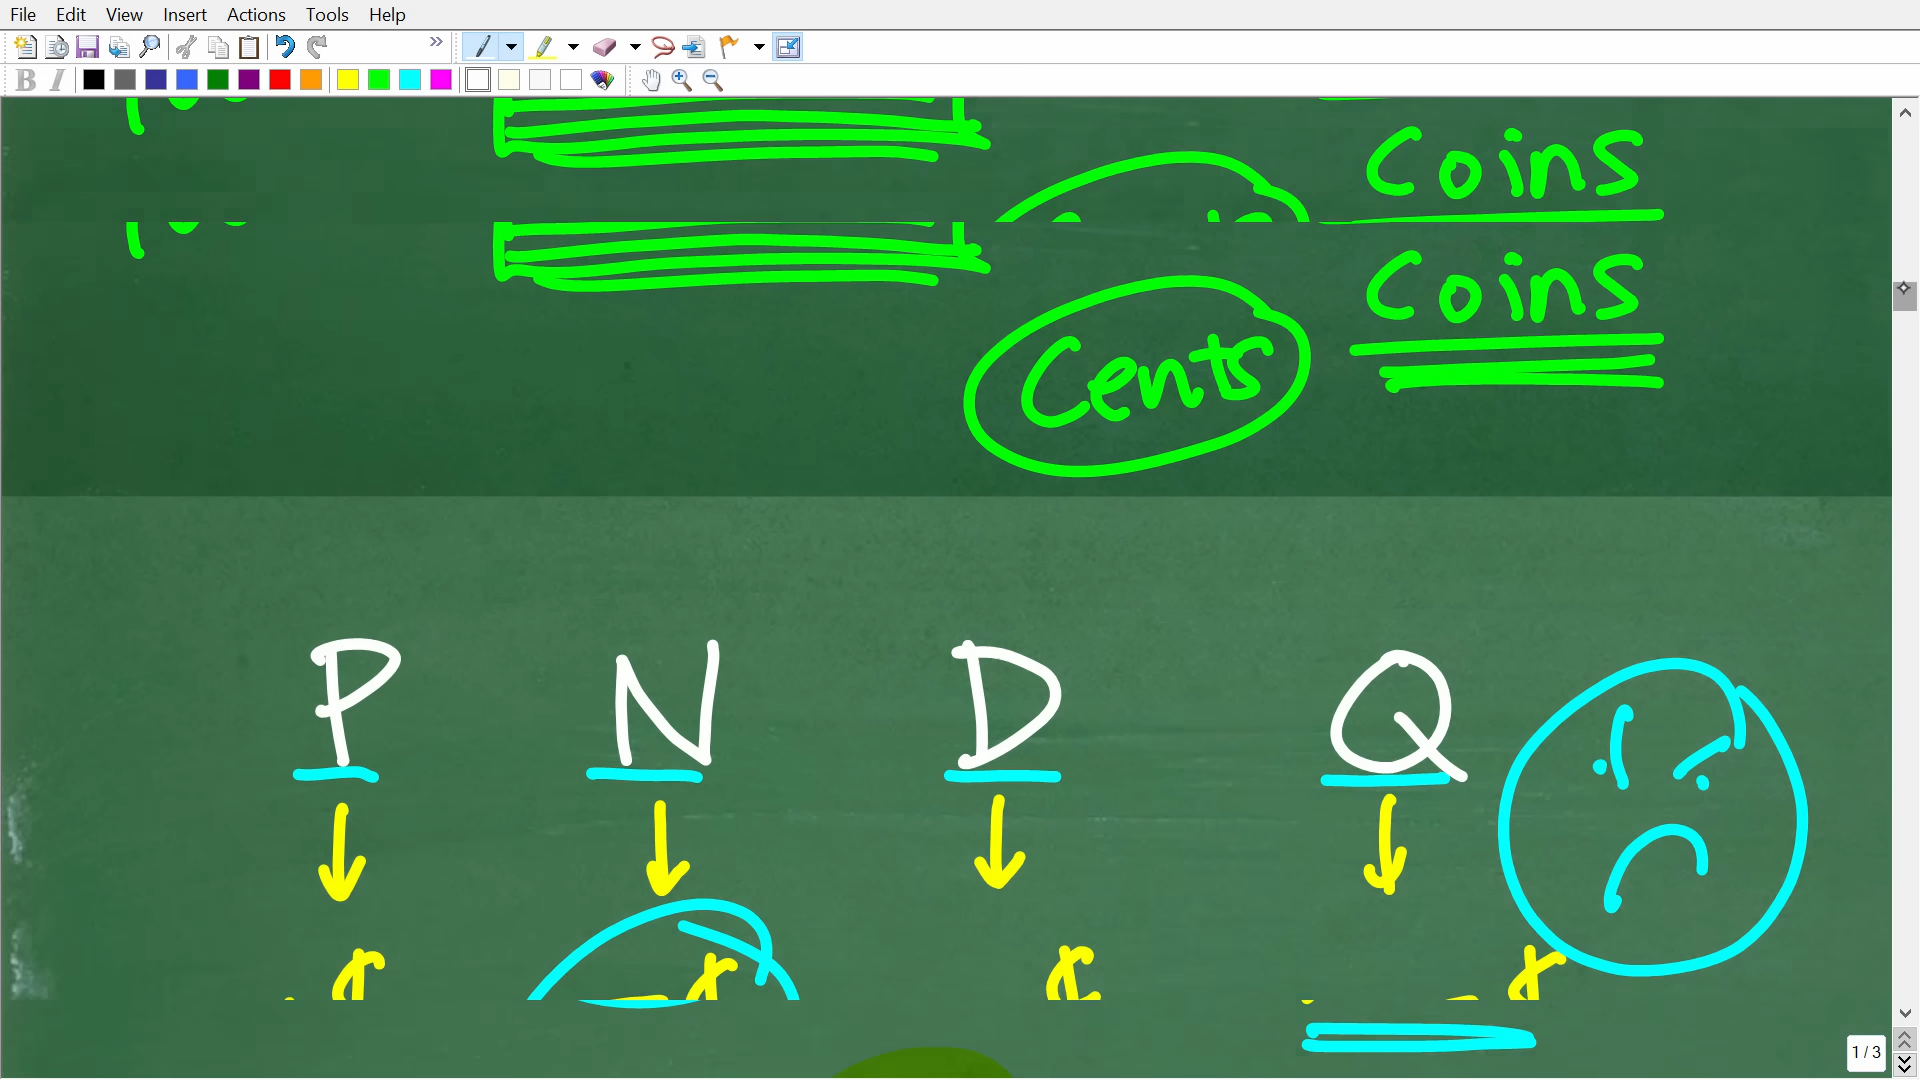 File Edit View Insert Actions Tools Help
B I
Coins
Coins
Cents
P N D Q
¢ ¢ ¢ ¢
1 / 3